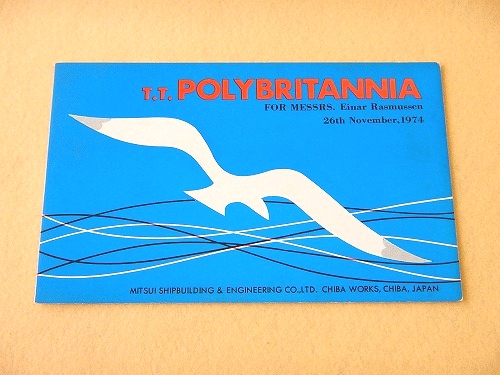 T.T. POLYBRITANNIA
FOR MESSRS. Einar Rasmussen
26th November,1974
MITSUI SHIPBUILDING & ENGINEERING CO.,LTD. CHIBA WORKS, CHIBA, JAPAN